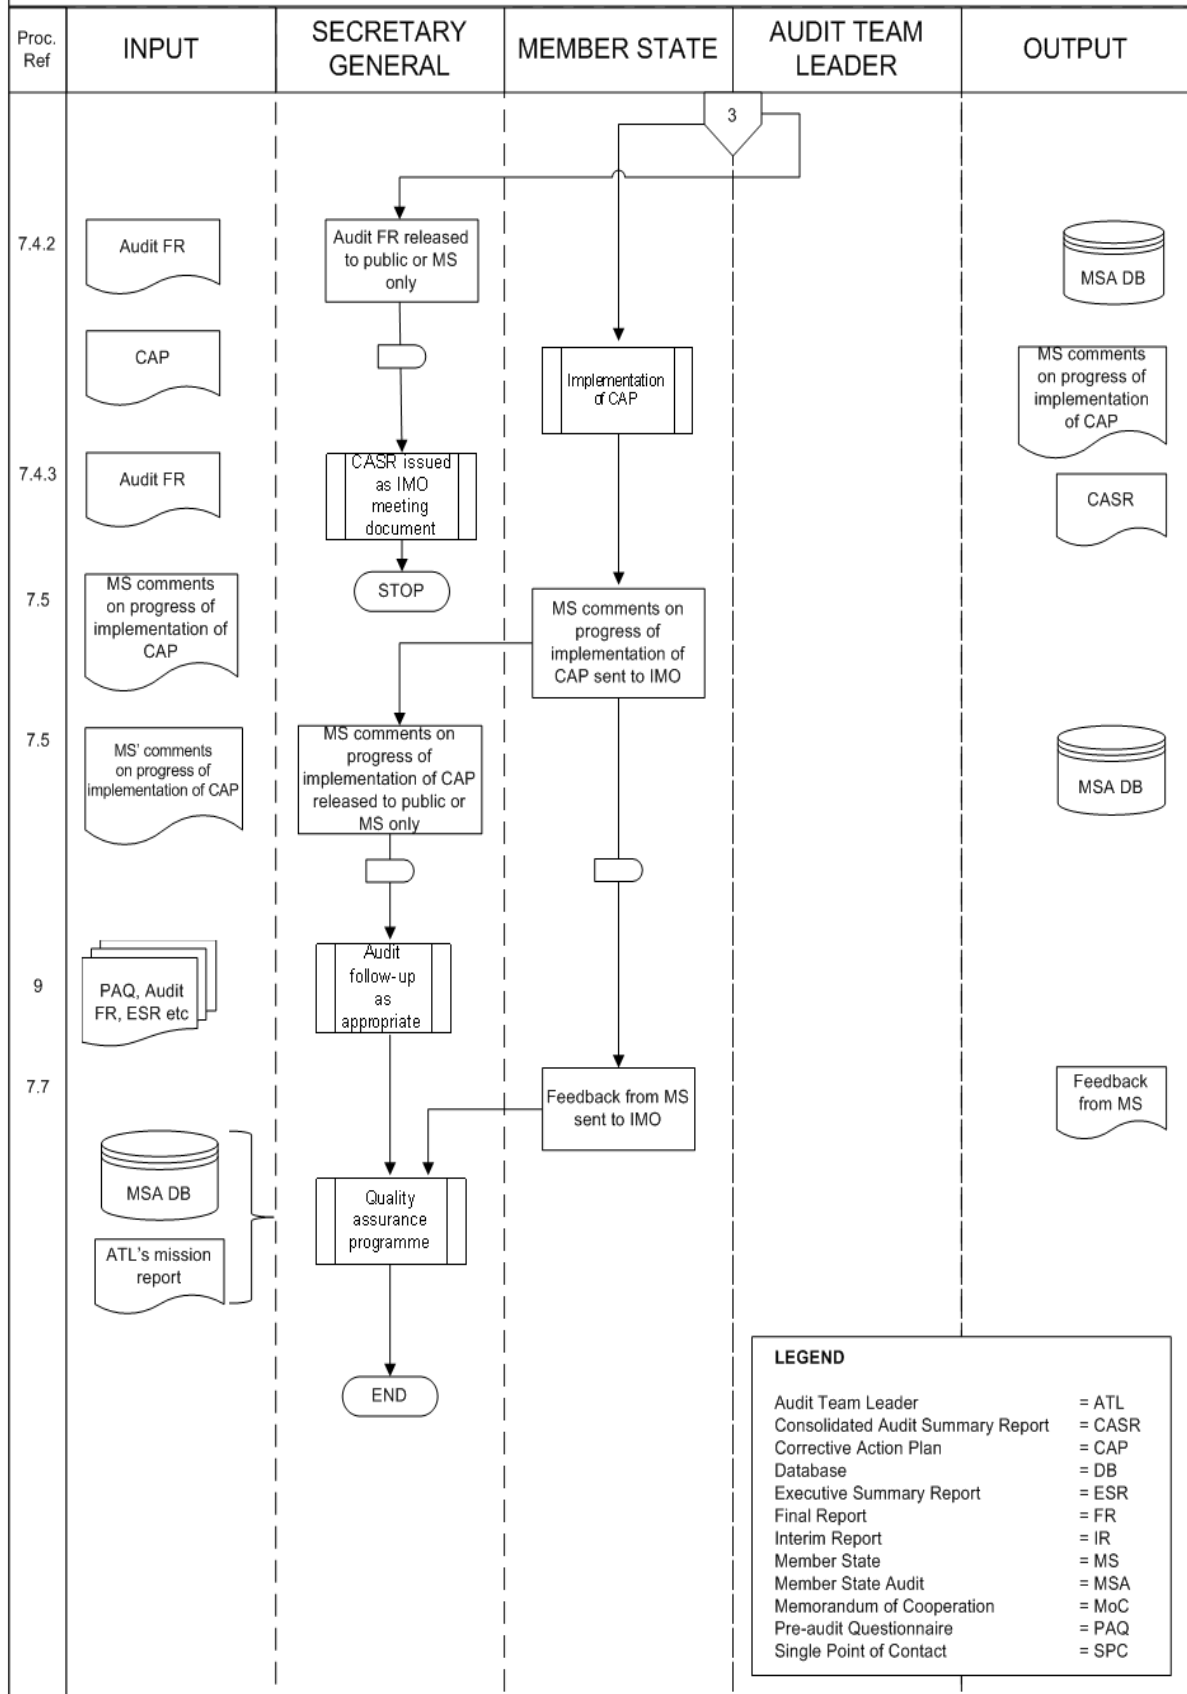 Proc.
Ref
INPUT
SECRETARY
GENERAL
MEMBER STATE
AUDIT TEAM
LEADER
OUTPUT
3
7.4.2
Audit FR
Audit FR released
to public or MS
only
MSA DB
CAP
Implementation
of CAP
MS comments
on progress of
implementation
of CAP
7.4.3
Audit FR
CASR issued
as IMO
meeting
document
CASR
STOP
7.5
MS comments
on progress of
implementation of
CAP
MS comments on
progress of
implementation of
CAP sent to IMO
7.5
MS' comments
on progress of
implementation of CAP
MS comments on
progress of
implementation of CAP
released to public or
MS only
MSA DB
9
PAQ, Audit
FR, ESR etc
Audit
follow-up
as
appropriate
7.7
Feedback from MS
sent to IMO
Feedback
from MS
MSA DB
ATL's mission
report
Quality
assurance
programme
END
LEGEND
Audit Team Leader = ATL
Consolidated Audit Summary Report = CASR
Corrective Action Plan = CAP
Database = DB
Executive Summary Report = ESR
Final Report = FR
Interim Report = IR
Member State = MS
Member State Audit = MSA
Memorandum of Cooperation = MoC
Pre-audit Questionnaire = PAQ
Single Point of Contact = SPC